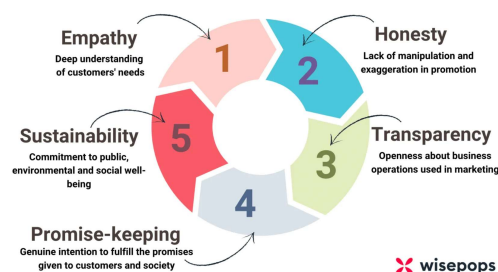 Empathy
Deep understanding
of customers' needs
1
Honesty
Lack of manipulation and
exaggeration in promotion
2
Transparency
Openness about business
operations used in marketing
3
Promise-keeping
Genuine intention to fulfill the promises
given to customers and society
4
Sustainability
Commitment to public,
environmental and social well-
being
5
wisepops